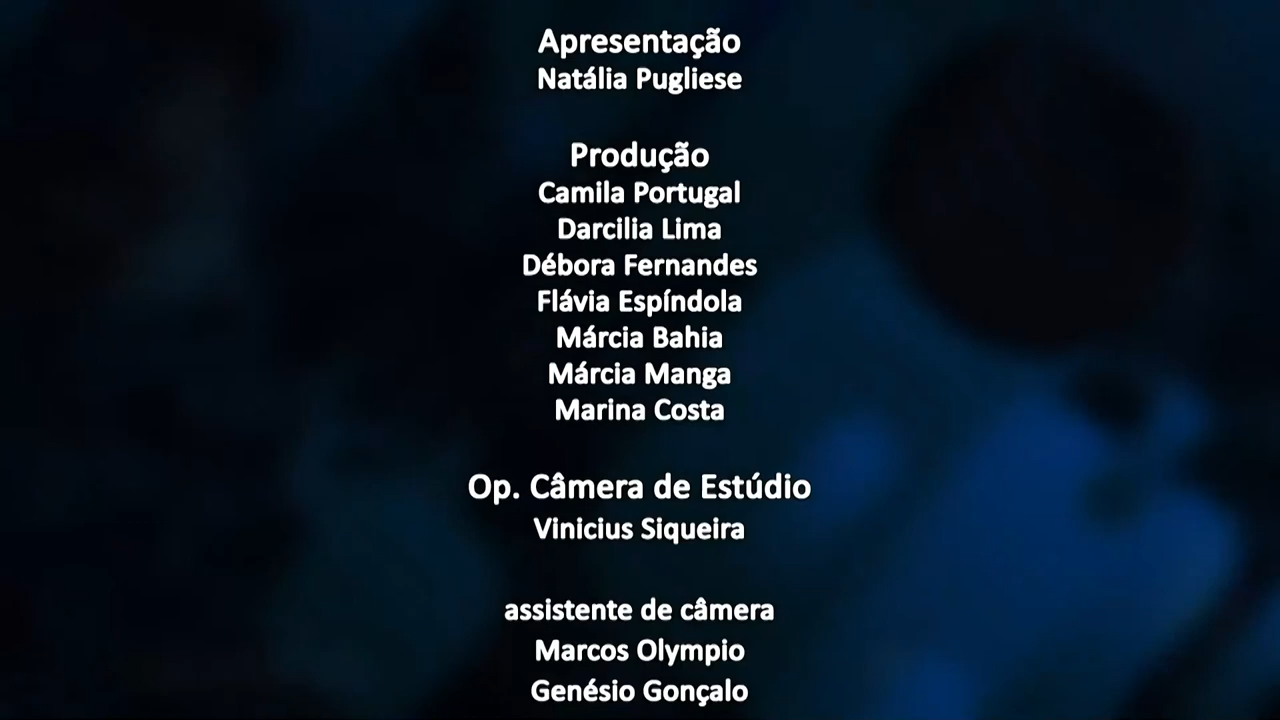 Apresentação
Natália Pugliese
Produção
Camila Portugal
Darcilia Lima
Débora Fernandes
Flávia Espíndola
Márcia Bahia
Márcia Manga
Marina Costa
Op. Câmera de Estúdio
Vinicius Siqueira
assistente de câmera
Marcos Olympio
Genésio Gonçalo